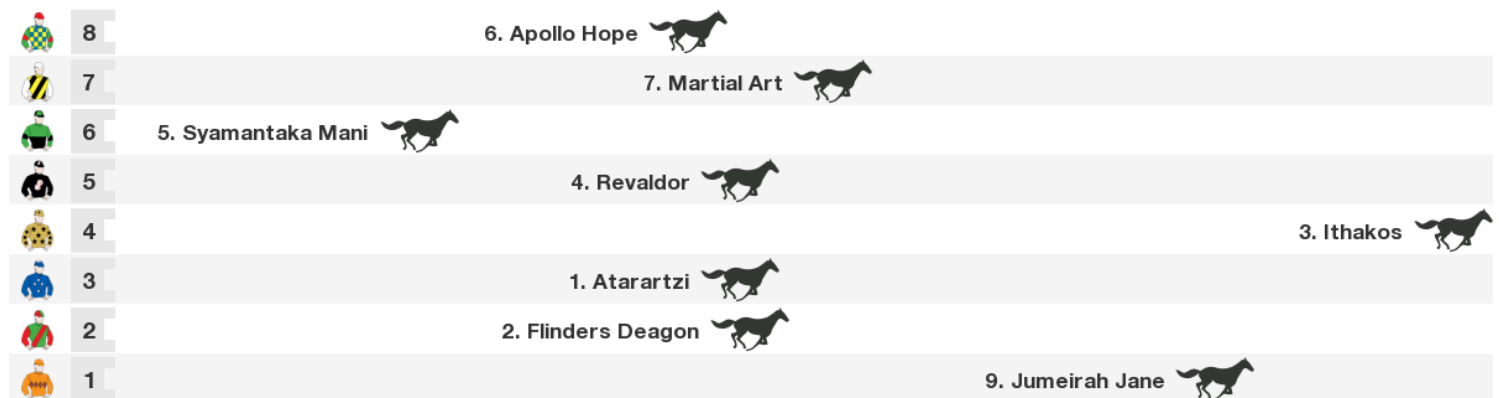 8 6. Apollo Hope
7 7. Martial Art
6 5. Syamantaka Mani
5 4. Revaldor
4 3. Ithakos
3 1. Atarartzi
2 2. Flinders Deagon
1 9. Jumeirah Jane